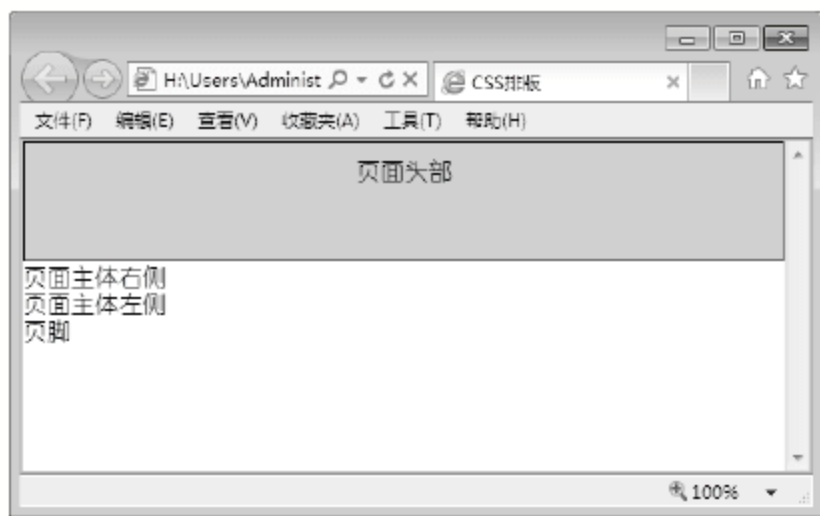 H:\Users\Administ
CSS排版
文件(F) 编辑(E) 查看(V) 收藏夹(A) 工具(T) 帮助(H)
页面头部
页面主体右侧
页面主体左侧
页脚
100%